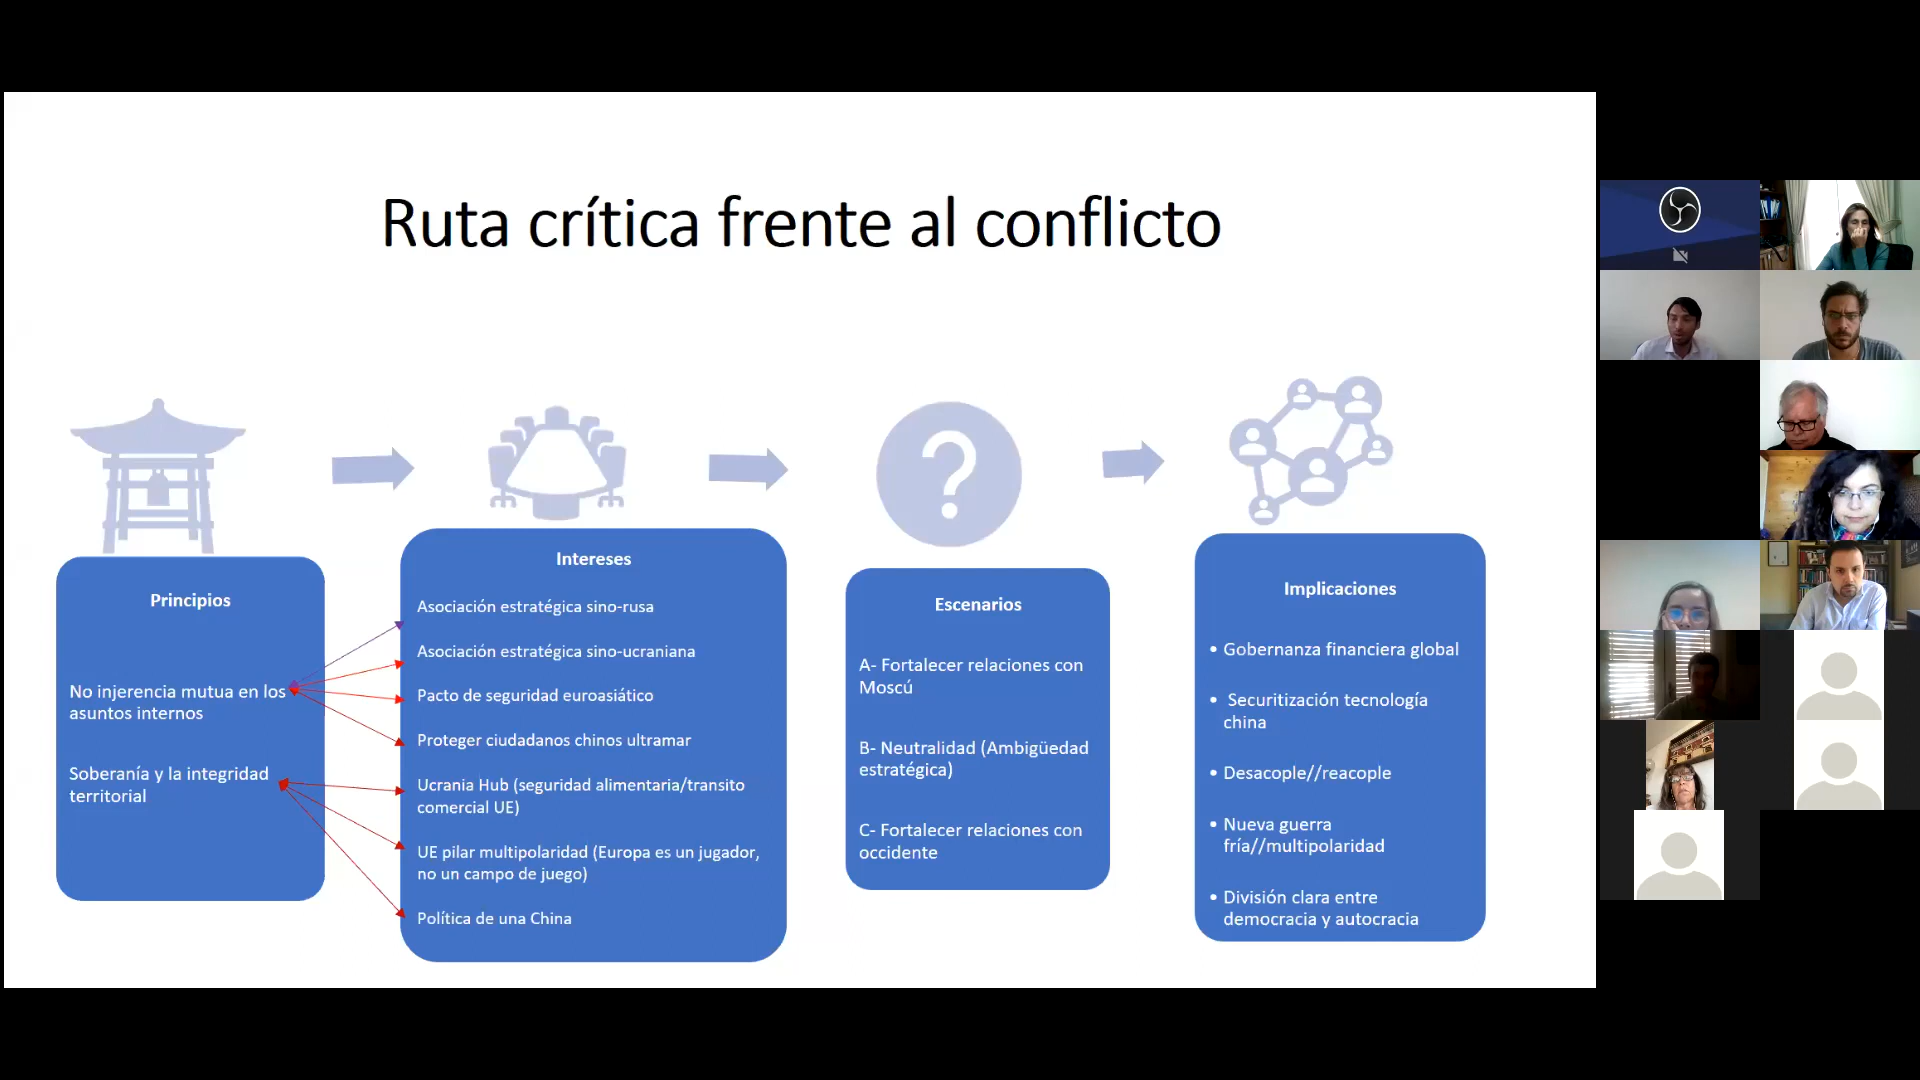 Ruta crítica frente al conflicto
Principios
No injerencia mutua en los
asuntos internos
Soberanía y la integridad
territorial
Intereses
Asociación estratégica sino-rusa
Asociación estratégica sino-ucraniana
Pacto de seguridad euroasiático
Proteger ciudadanos chinos ultramar
Ucrania Hub (seguridad alimentaria/transito
comercial UE)
UE pilar multipolaridad (Europa es un jugador,
no un campo de juego)
Política de una China
Escenarios
A- Fortalecer relaciones con
Moscú
B- Neutralidad (Ambigüedad
estratégica)
C- Fortalecer relaciones con
occidente
Implicaciones
• Gobernanza financiera global
• Securitización tecnología
china
• Desacople//reacople
• Nueva guerra
fría//multipolaridad
• División clara entre
democracia y autocracia